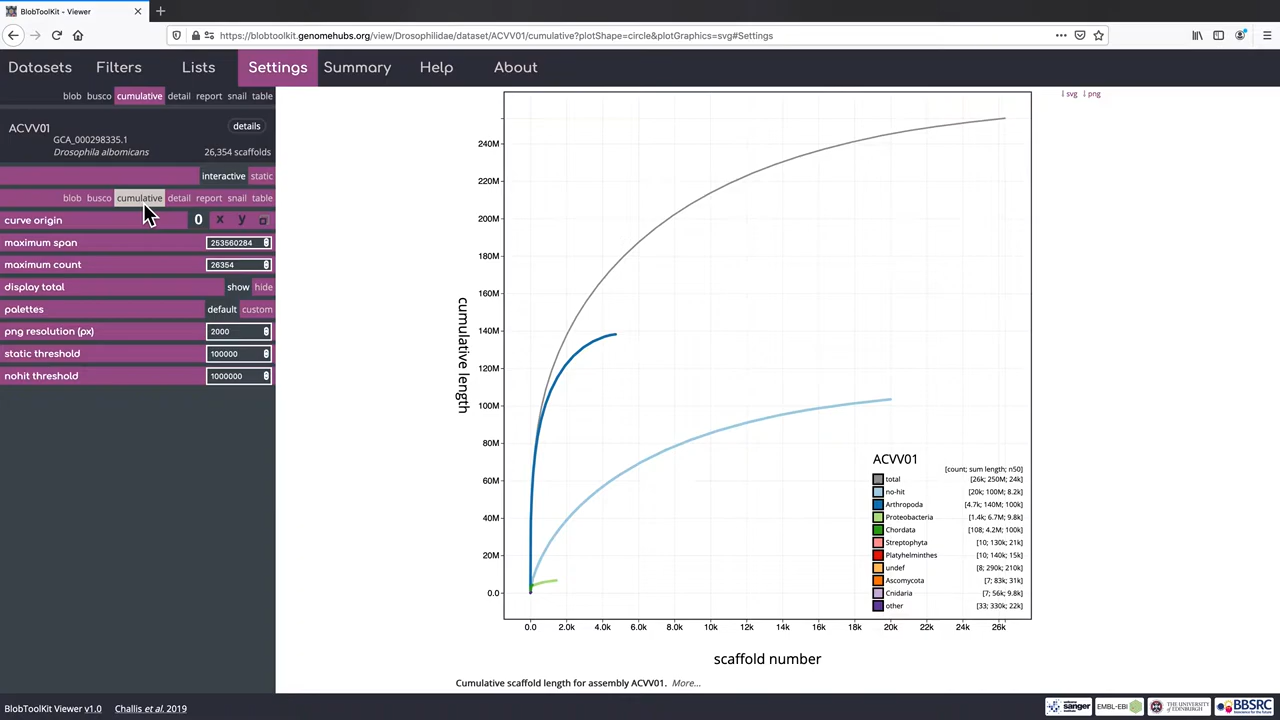 BlobToolKit - Viewer
https://blobtoolkit.genomehubs.org/view/Drosophilidae/dataset/ACVV01/cumulative?plotShape=circle&plotGraphics=svg#Settings
Datasets Filters Lists Settings Summary Help About
blob busco cumulative detail report snail table
ACVV01 details
GCA_000298335.1
Drosophila albomicans 26,354 scaffolds
interactive static
blob busco cumulative detail report snail table
curve origin 0 x y
maximum span 253560284
maximum count 26354
display total show hide
palettes default custom
png resolution (px) 2000
static threshold 100000
nohit threshold 1000000
svg png
cumulative length
240M
220M
200M
180M
160M
140M
120M
100M
80M
60M
40M
20M
0.0
ACVV01
[count; sum length; n50]
total [26k; 250M; 24k]
no-hit [20k; 100M; 8.2k]
Arthropoda [4.7k; 140M; 100k]
Proteobacteria [1.4k; 6.7M; 9.8k]
Chordata [108; 4.2M; 100k]
Streptophyta [10; 130k; 21k]
Platyhelminthes [10; 140k; 15k]
undef [8; 290k; 210k]
Ascomycota [7; 83k; 31k]
Cnidaria [7; 56k; 9.8k]
other [33; 330k; 22k]
0.0 2.0k 4.0k 6.0k 8.0k 10k 12k 14k 16k 18k 20k 22k 24k 26k
scaffold number
Cumulative scaffold length for assembly ACVV01. More...
BlobToolKit Viewer v1.0 Challis et al. 2019
sanger
EMBL-EBI
THE UNIVERSITY of EDINBURGH
BBSRC